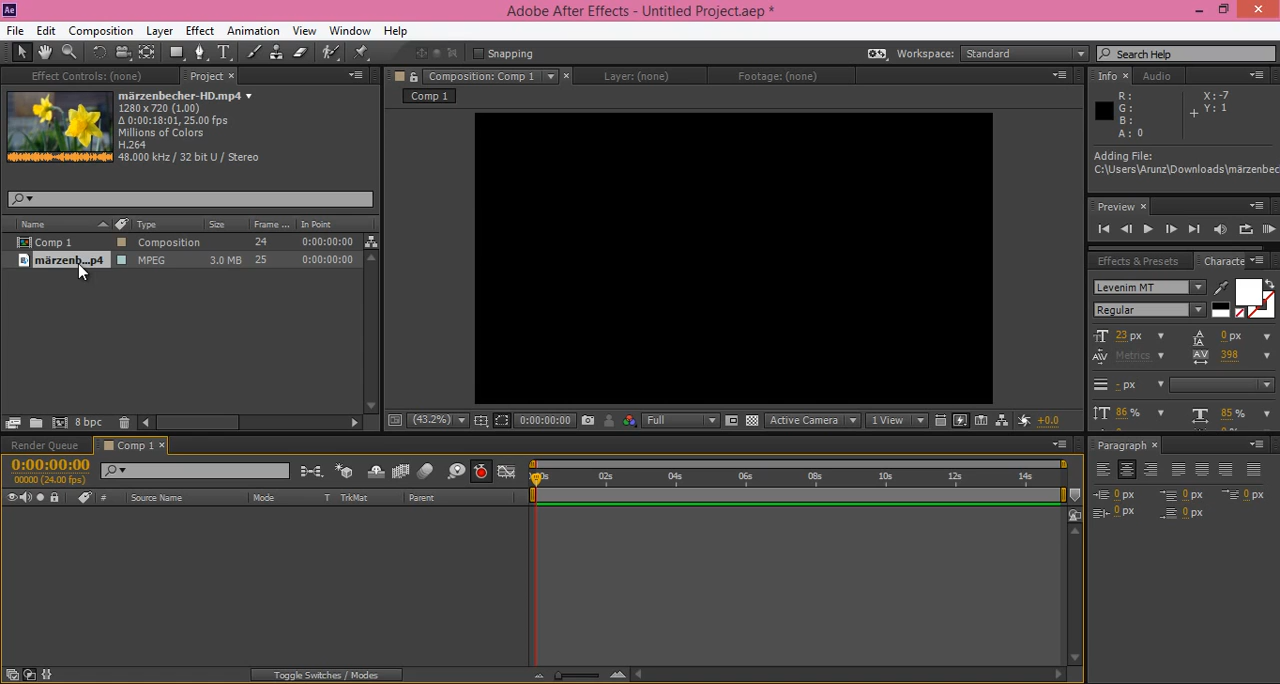 Ae Adobe After Effects - Untitled Project.aep *
File Edit Composition Layer Effect Animation View Window Help
Snapping Workspace: Standard Search Help
Effect Controls: (none) Project × Composition: Comp 1 × Layer: (none) Footage: (none) Info × Audio
Comp 1
märzenbecher-HD.mp4 ▼
1280 x 720 (1.00)
Δ 0:00:18:01, 25.00 fps
Millions of Colors
H.264
48.000 kHz / 32 bit U / Stereo
R: X: -7
G: Y: 1
B:
A: 0
Adding File:
C:\Users\Arunz\Downloads\märzenbec
Preview ×
Name Type Size Frame ... In Point
Comp 1 Composition 24 0:00:00:00
märzenb...p4 MPEG 3.0 MB 25 0:00:00:00
Effects & Presets Characte
Levenim MT
Regular
23 px 0 px
Metrics 398
- px
86 % 85 %
8 bpc
(43.2%) 0:00:00:00 Full Active Camera 1 View +0.0
Render Queue Comp 1 × Paragraph ×
0:00:00:00
00000 (24.00 fps)
02s 04s 06s 08s 10s 12s 14s
# Source Name Mode T TrkMat Parent
0 px 0 px 0 px
0 px 0 px
Toggle Switches / Modes